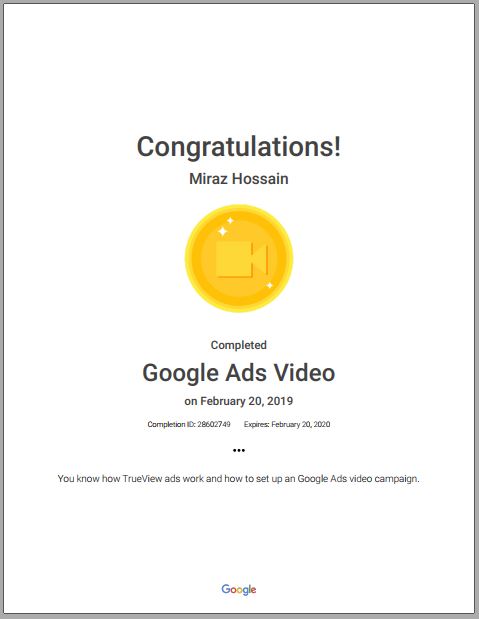 Congratulations!
Miraz Hossain
Completed
Google Ads Video
on February 20, 2019
Completion ID: 28602749 Expires: February 20, 2020
•••
You know how TrueView ads work and how to set up an Google Ads video campaign.
Google